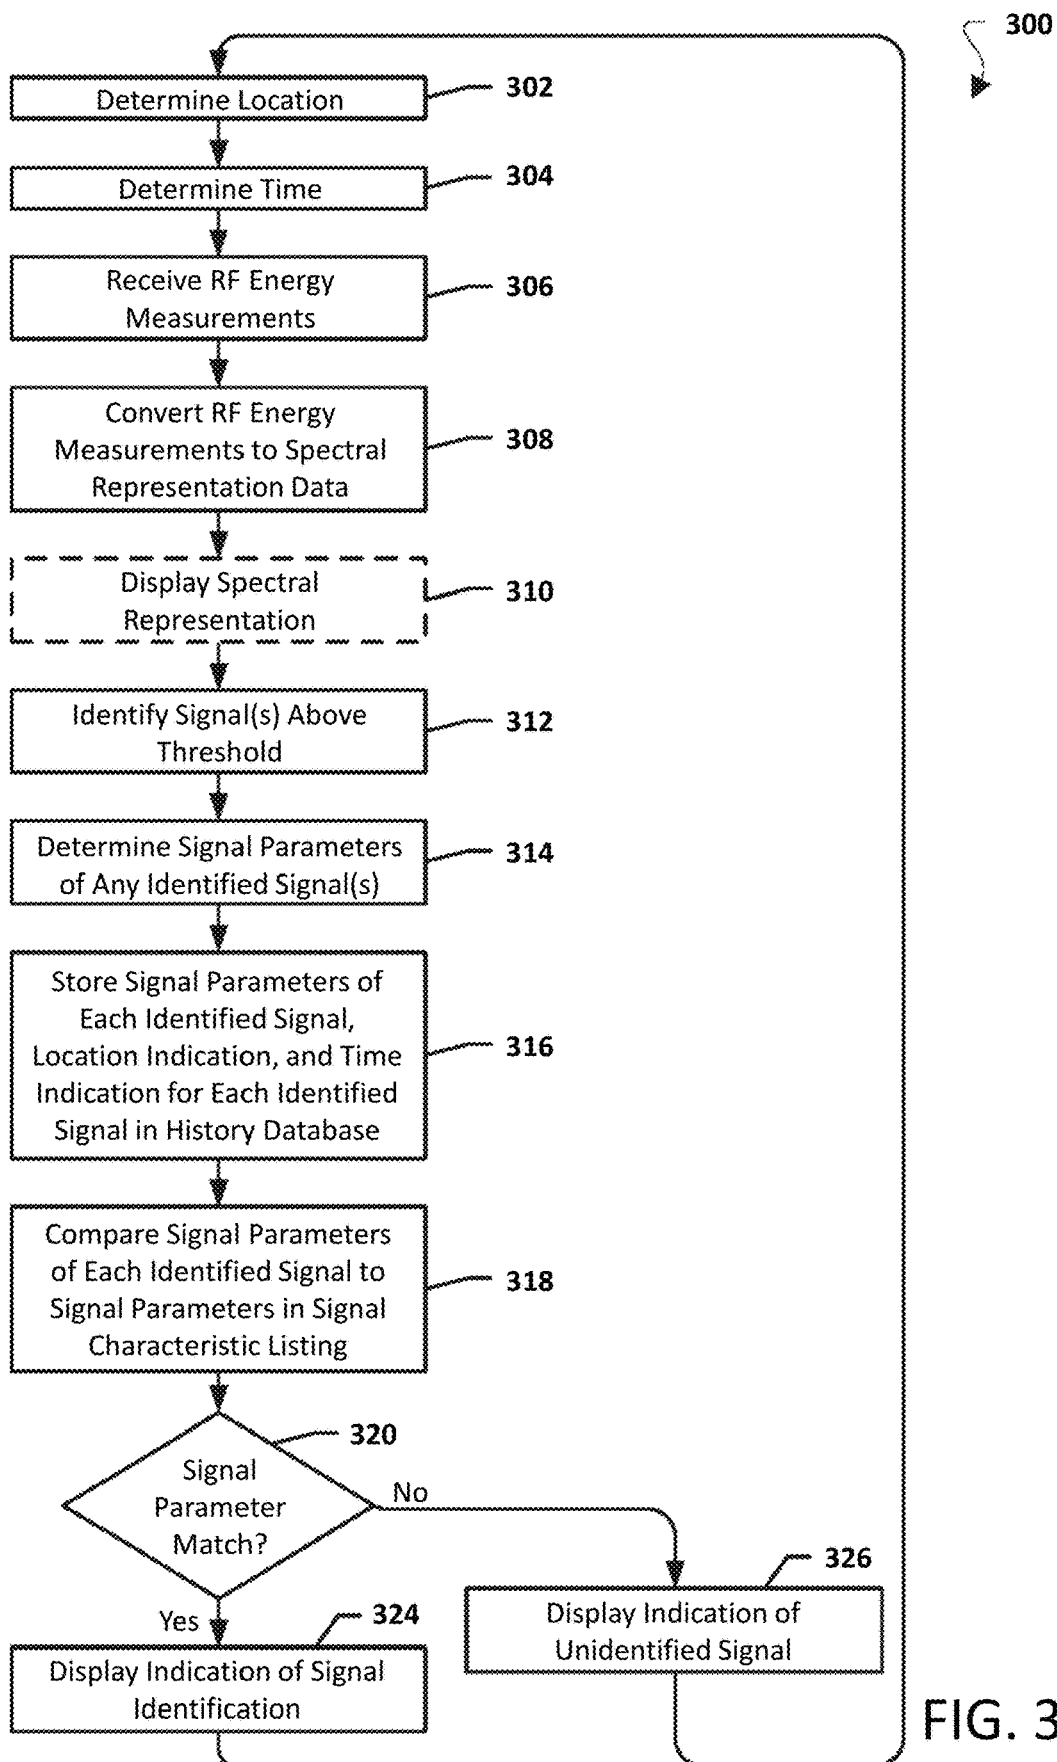 300
Determine Location
302
Determine Time
304
Receive RF Energy
Measurements
306
Convert RF Energy
Measurements to Spectral
Representation Data
308
Display Spectral
Representation
310
Identify Signal(s) Above
Threshold
312
Determine Signal Parameters
of Any Identified Signal(s)
314
Store Signal Parameters of
Each Identified Signal,
Location Indication, and Time
Indication for Each Identified
Signal in History Database
316
Compare Signal Parameters
of Each Identified Signal to
Signal Parameters in Signal
Characteristic Listing
318
Signal
Parameter
Match?
320
No
Yes
326
Display Indication of
Unidentified Signal
324
Display Indication of Signal
Identification
FIG. 3